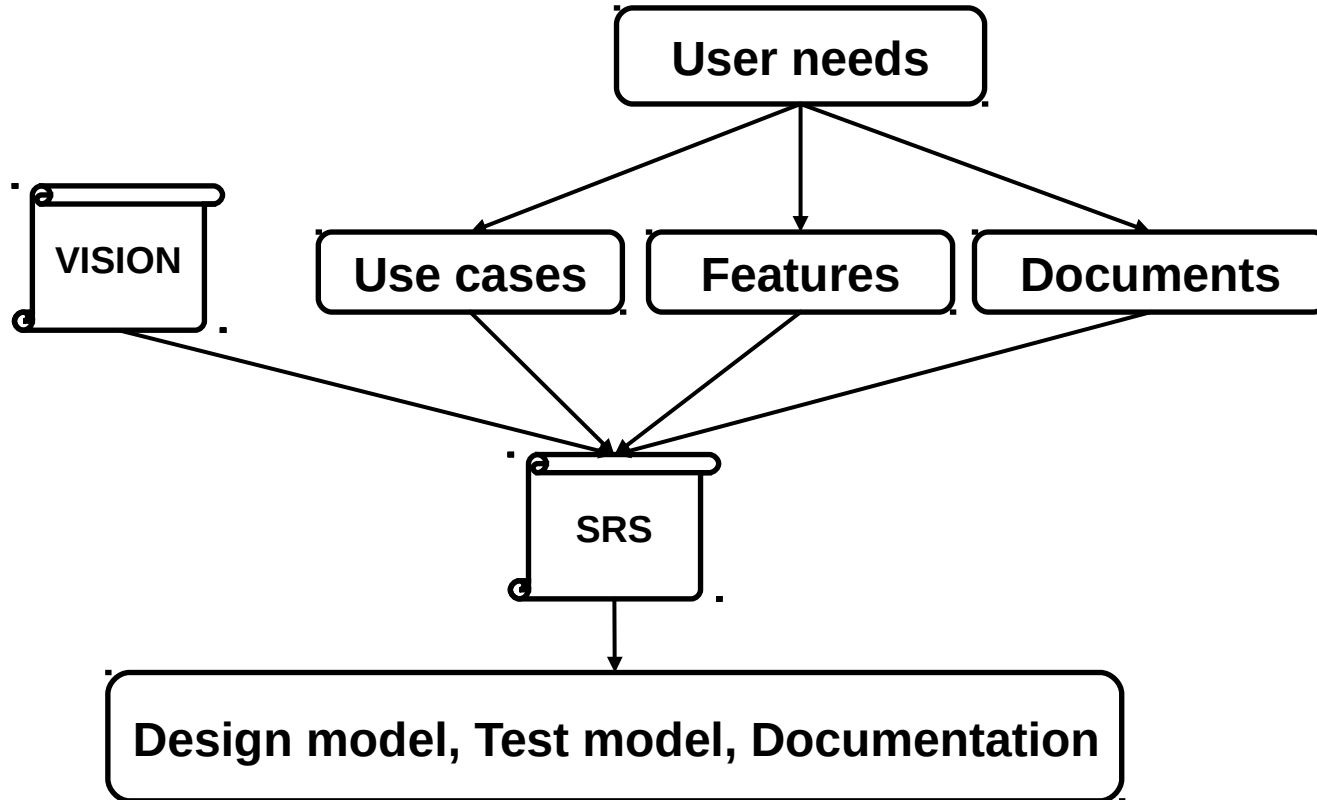 User needs
VISION
Use cases
Features
Documents
SRS
Design model, Test model, Documentation